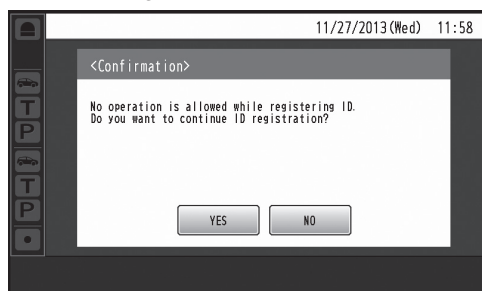 11/27/2013(Wed) 11:58
<Confirmation>
No operation is allowed while registering ID.
Do you want to continue ID registration?
YES NO
T
P
T
P